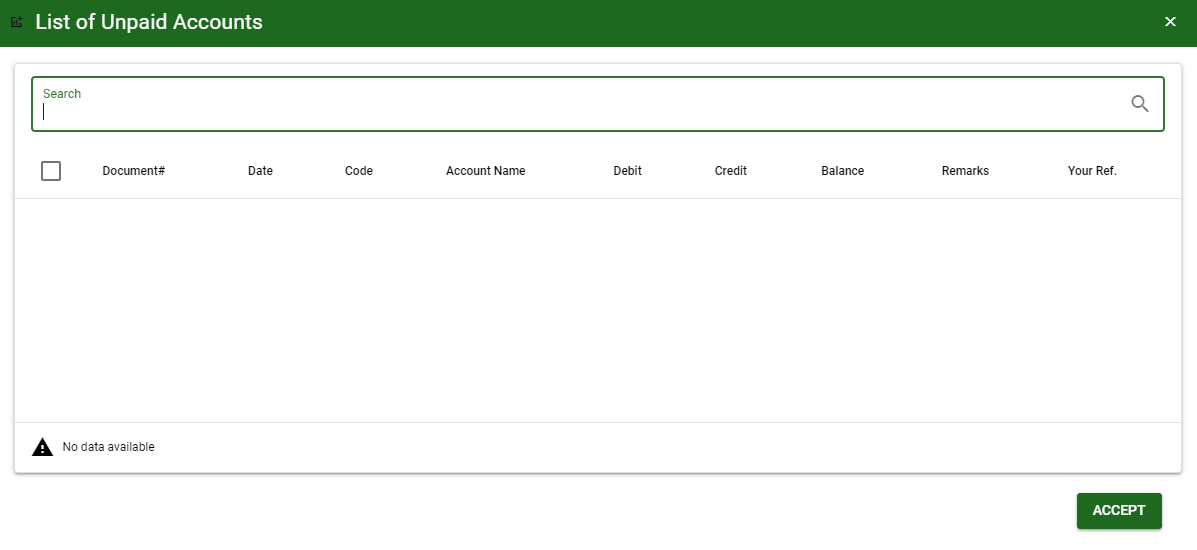 List of Unpaid Accounts
Search
Document# Date Code Account Name Debit Credit Balance Remarks Your Ref.
No data available
ACCEPT